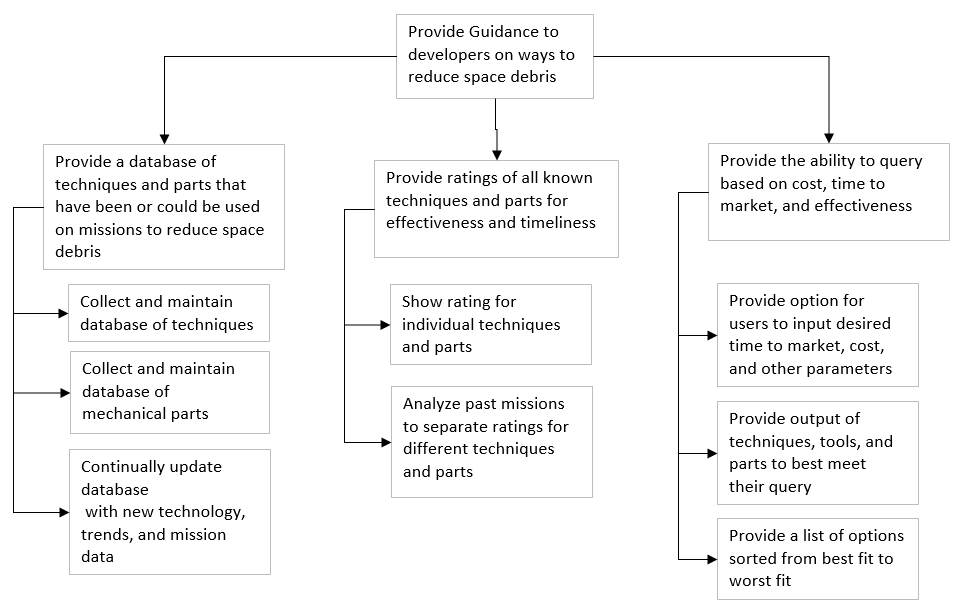 Provide Guidance to
developers on ways to
reduce space debris
Provide a database of
techniques and parts that
have been or could be used
on missions to reduce space
debris
Collect and maintain
database of techniques
Collect and maintain
database of
mechanical parts
Continually update
database
with new technology,
trends, and mission
data
Provide ratings of all known
techniques and parts for
effectiveness and timeliness
Show rating for
individual techniques
and parts
Analyze past missions
to separate ratings for
different techniques
and parts
Provide the ability to query
based on cost, time to
market, and effectiveness
Provide option for
users to input desired
time to market, cost,
and other parameters
Provide output of
techniques, tools, and
parts to best meet
their query
Provide a list of options
sorted from best fit to
worst fit